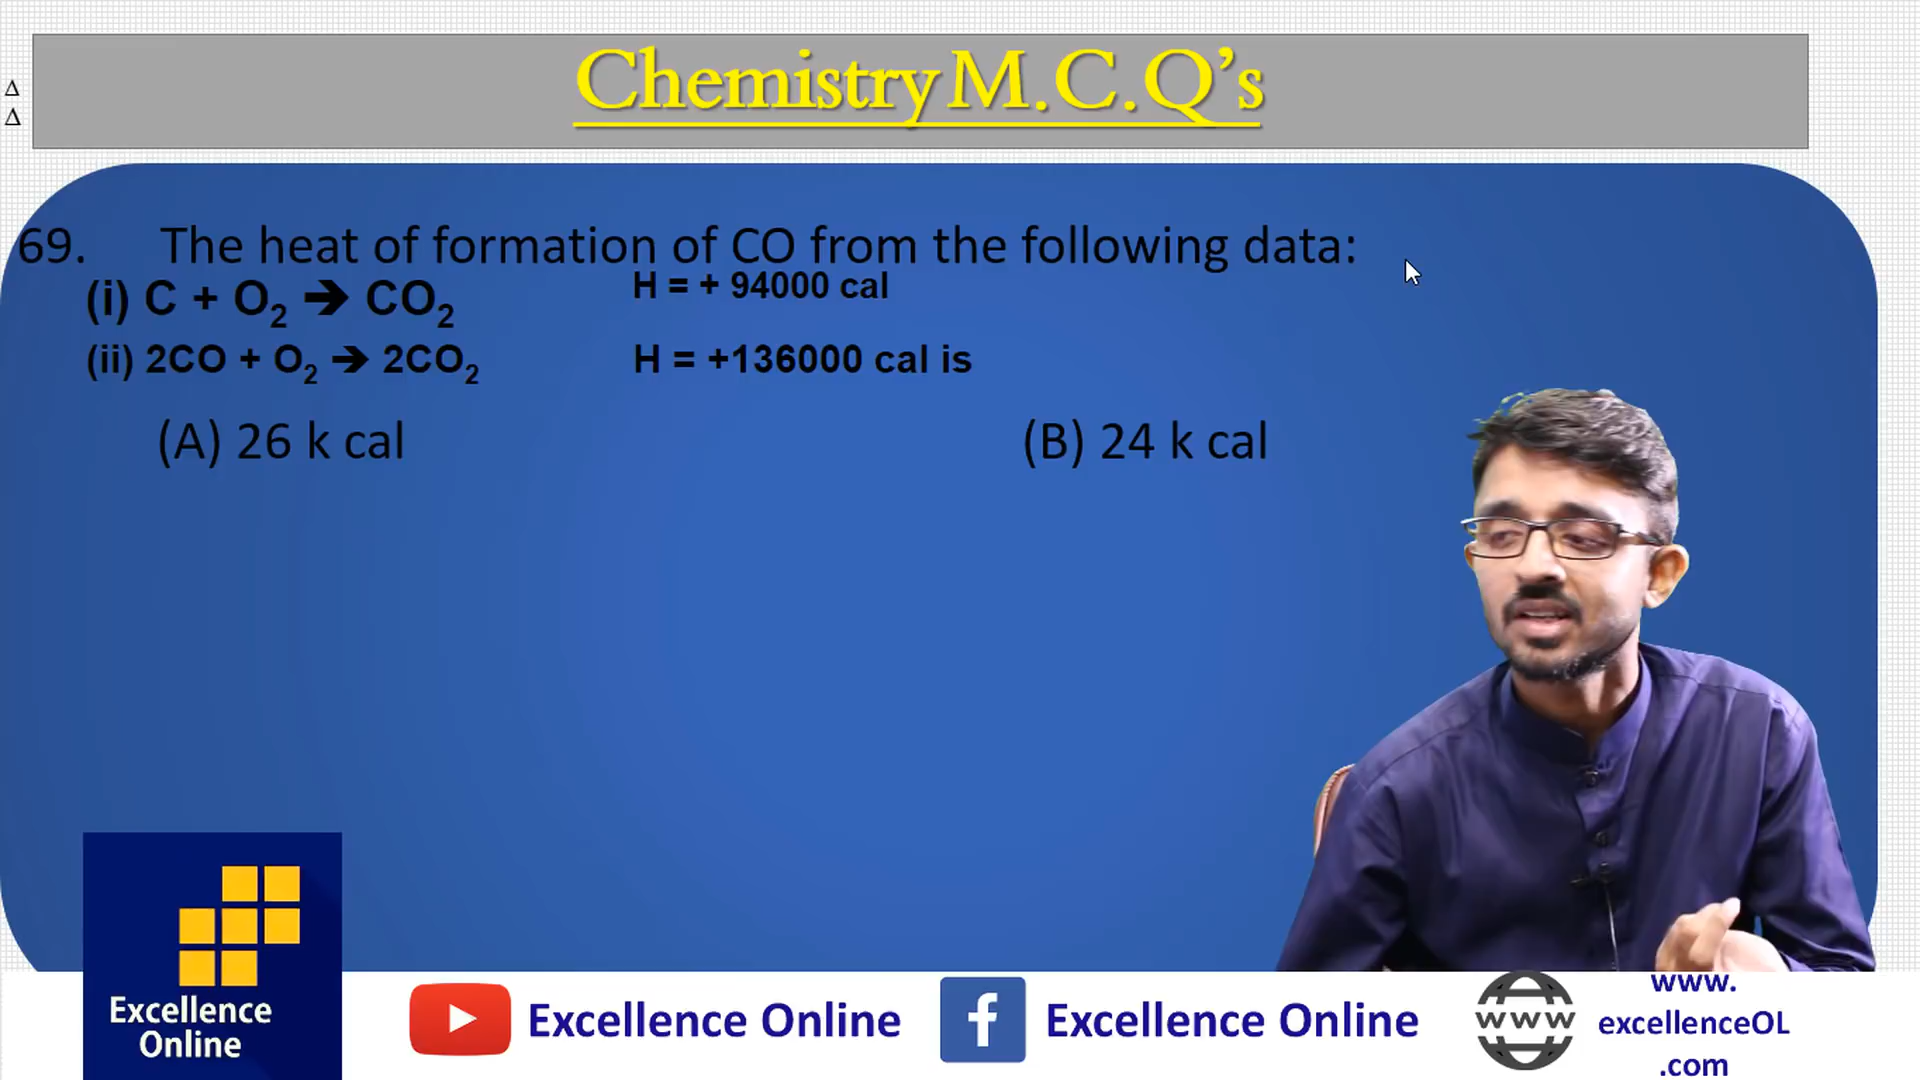 Chemistry M.C.Q's
Δ
Δ
69. The heat of formation of CO from the following data:
(i) C + O₂ ➔ CO₂ H = + 94000 cal
(ii) 2CO + O₂ ➔ 2CO₂ H = +136000 cal is
(A) 26 k cal (B) 24 k cal
Excellence
Online
Excellence Online
Excellence Online
www
www.
excellenceOL
.com